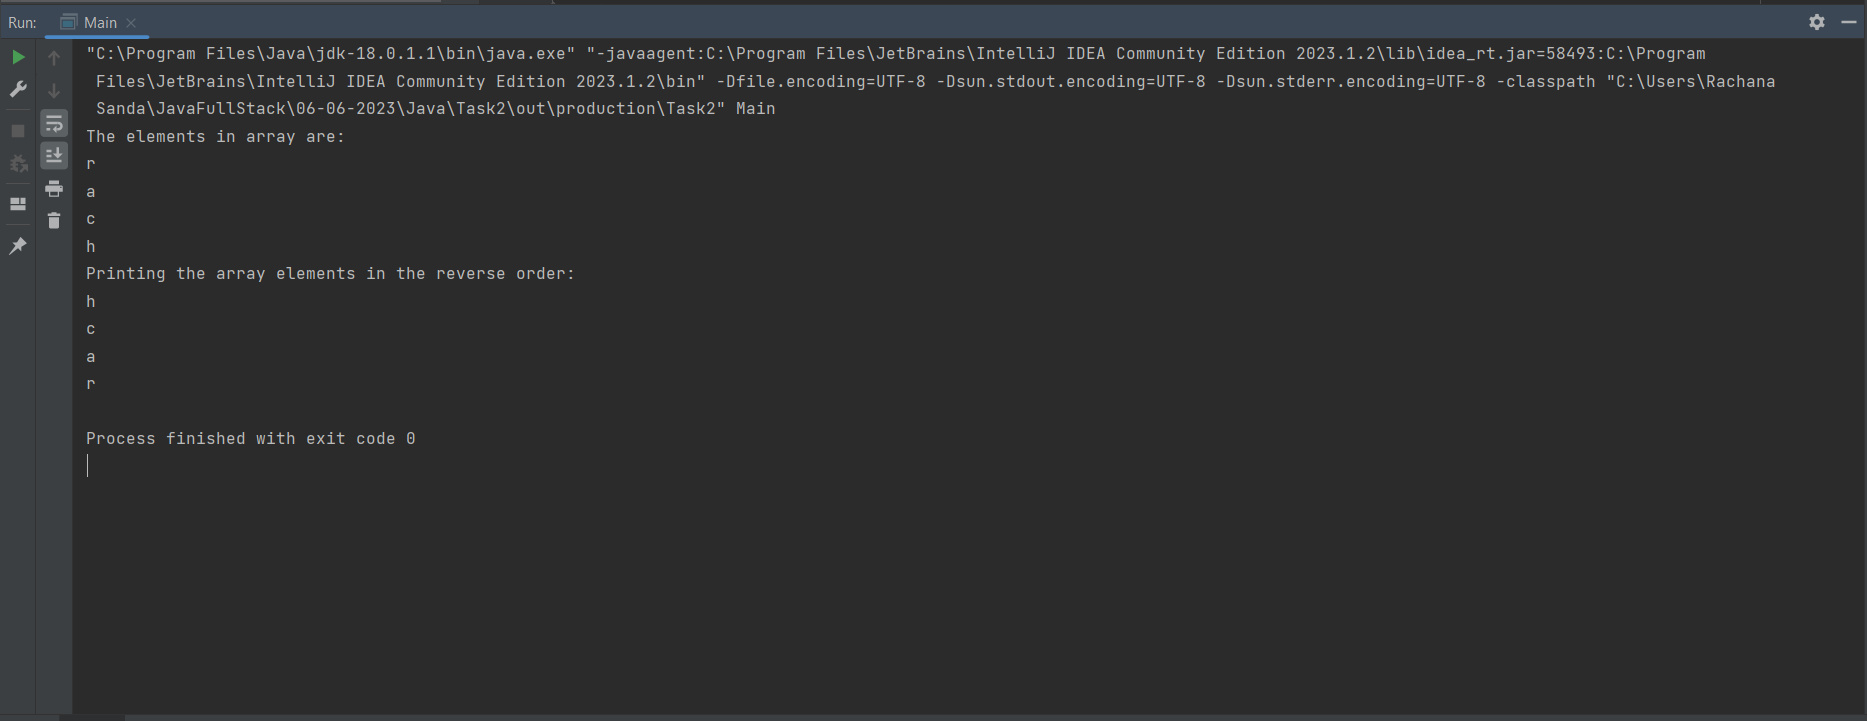 Run: Main
"C:\Program Files\Java\jdk-18.0.1.1\bin\java.exe" "-javaagent:C:\Program Files\JetBrains\IntelliJ IDEA Community Edition 2023.1.2\lib\idea_rt.jar=58493:C:\Program
Files\JetBrains\IntelliJ IDEA Community Edition 2023.1.2\bin" -Dfile.encoding=UTF-8 -Dsun.stdout.encoding=UTF-8 -Dsun.stderr.encoding=UTF-8 -classpath "C:\Users\Rachana
Sanda\JavaFullStack\06-06-2023\Java\Task2\out\production\Task2" Main
The elements in array are:
r
a
c
h
Printing the array elements in the reverse order:
h
c
a
r
Process finished with exit code 0